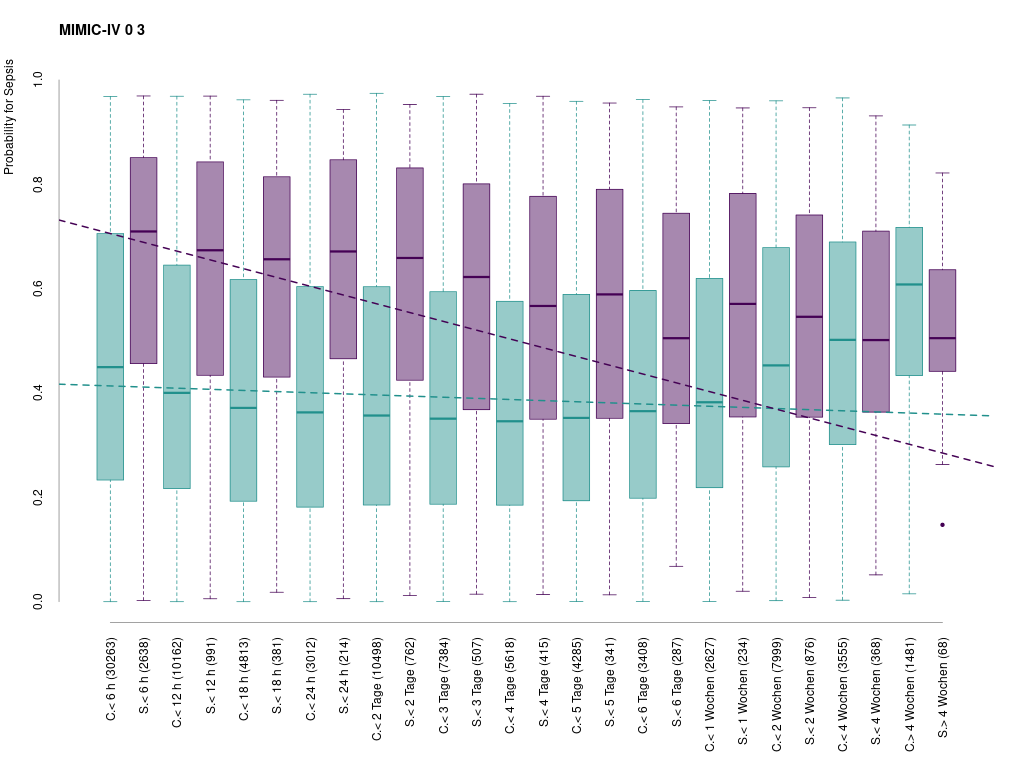 MIMIC-IV 0 3
Probability for Sepsis
1.0
0.8
0.6
0.4
0.2
0.0
C.< 6 h (30263)
S.< 6 h (2638)
C.< 12 h (10162)
S.< 12 h (991)
C.< 18 h (4813)
S.< 18 h (381)
C.< 24 h (3012)
S.< 24 h (214)
C.< 2 Tage (10498)
S.< 2 Tage (762)
C.< 3 Tage (7384)
S.< 3 Tage (507)
C.< 4 Tage (5618)
S.< 4 Tage (415)
C.< 5 Tage (4285)
S.< 5 Tage (341)
C.< 6 Tage (3408)
S.< 6 Tage (287)
C.< 1 Wochen (2627)
S.< 1 Wochen (234)
C.< 2 Wochen (7999)
S.< 2 Wochen (876)
C.< 4 Wochen (3555)
S.< 4 Wochen (368)
C.> 4 Wochen (1481)
S.> 4 Wochen (68)